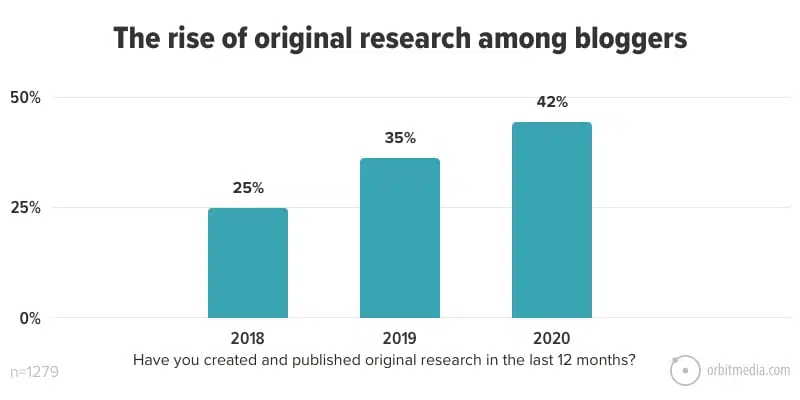 The rise of original research among bloggers
50%
42%
35%
25%
25%
0%
2018 2019 2020
Have you created and published original research in the last 12 months?
n=1279
orbitmedia.com